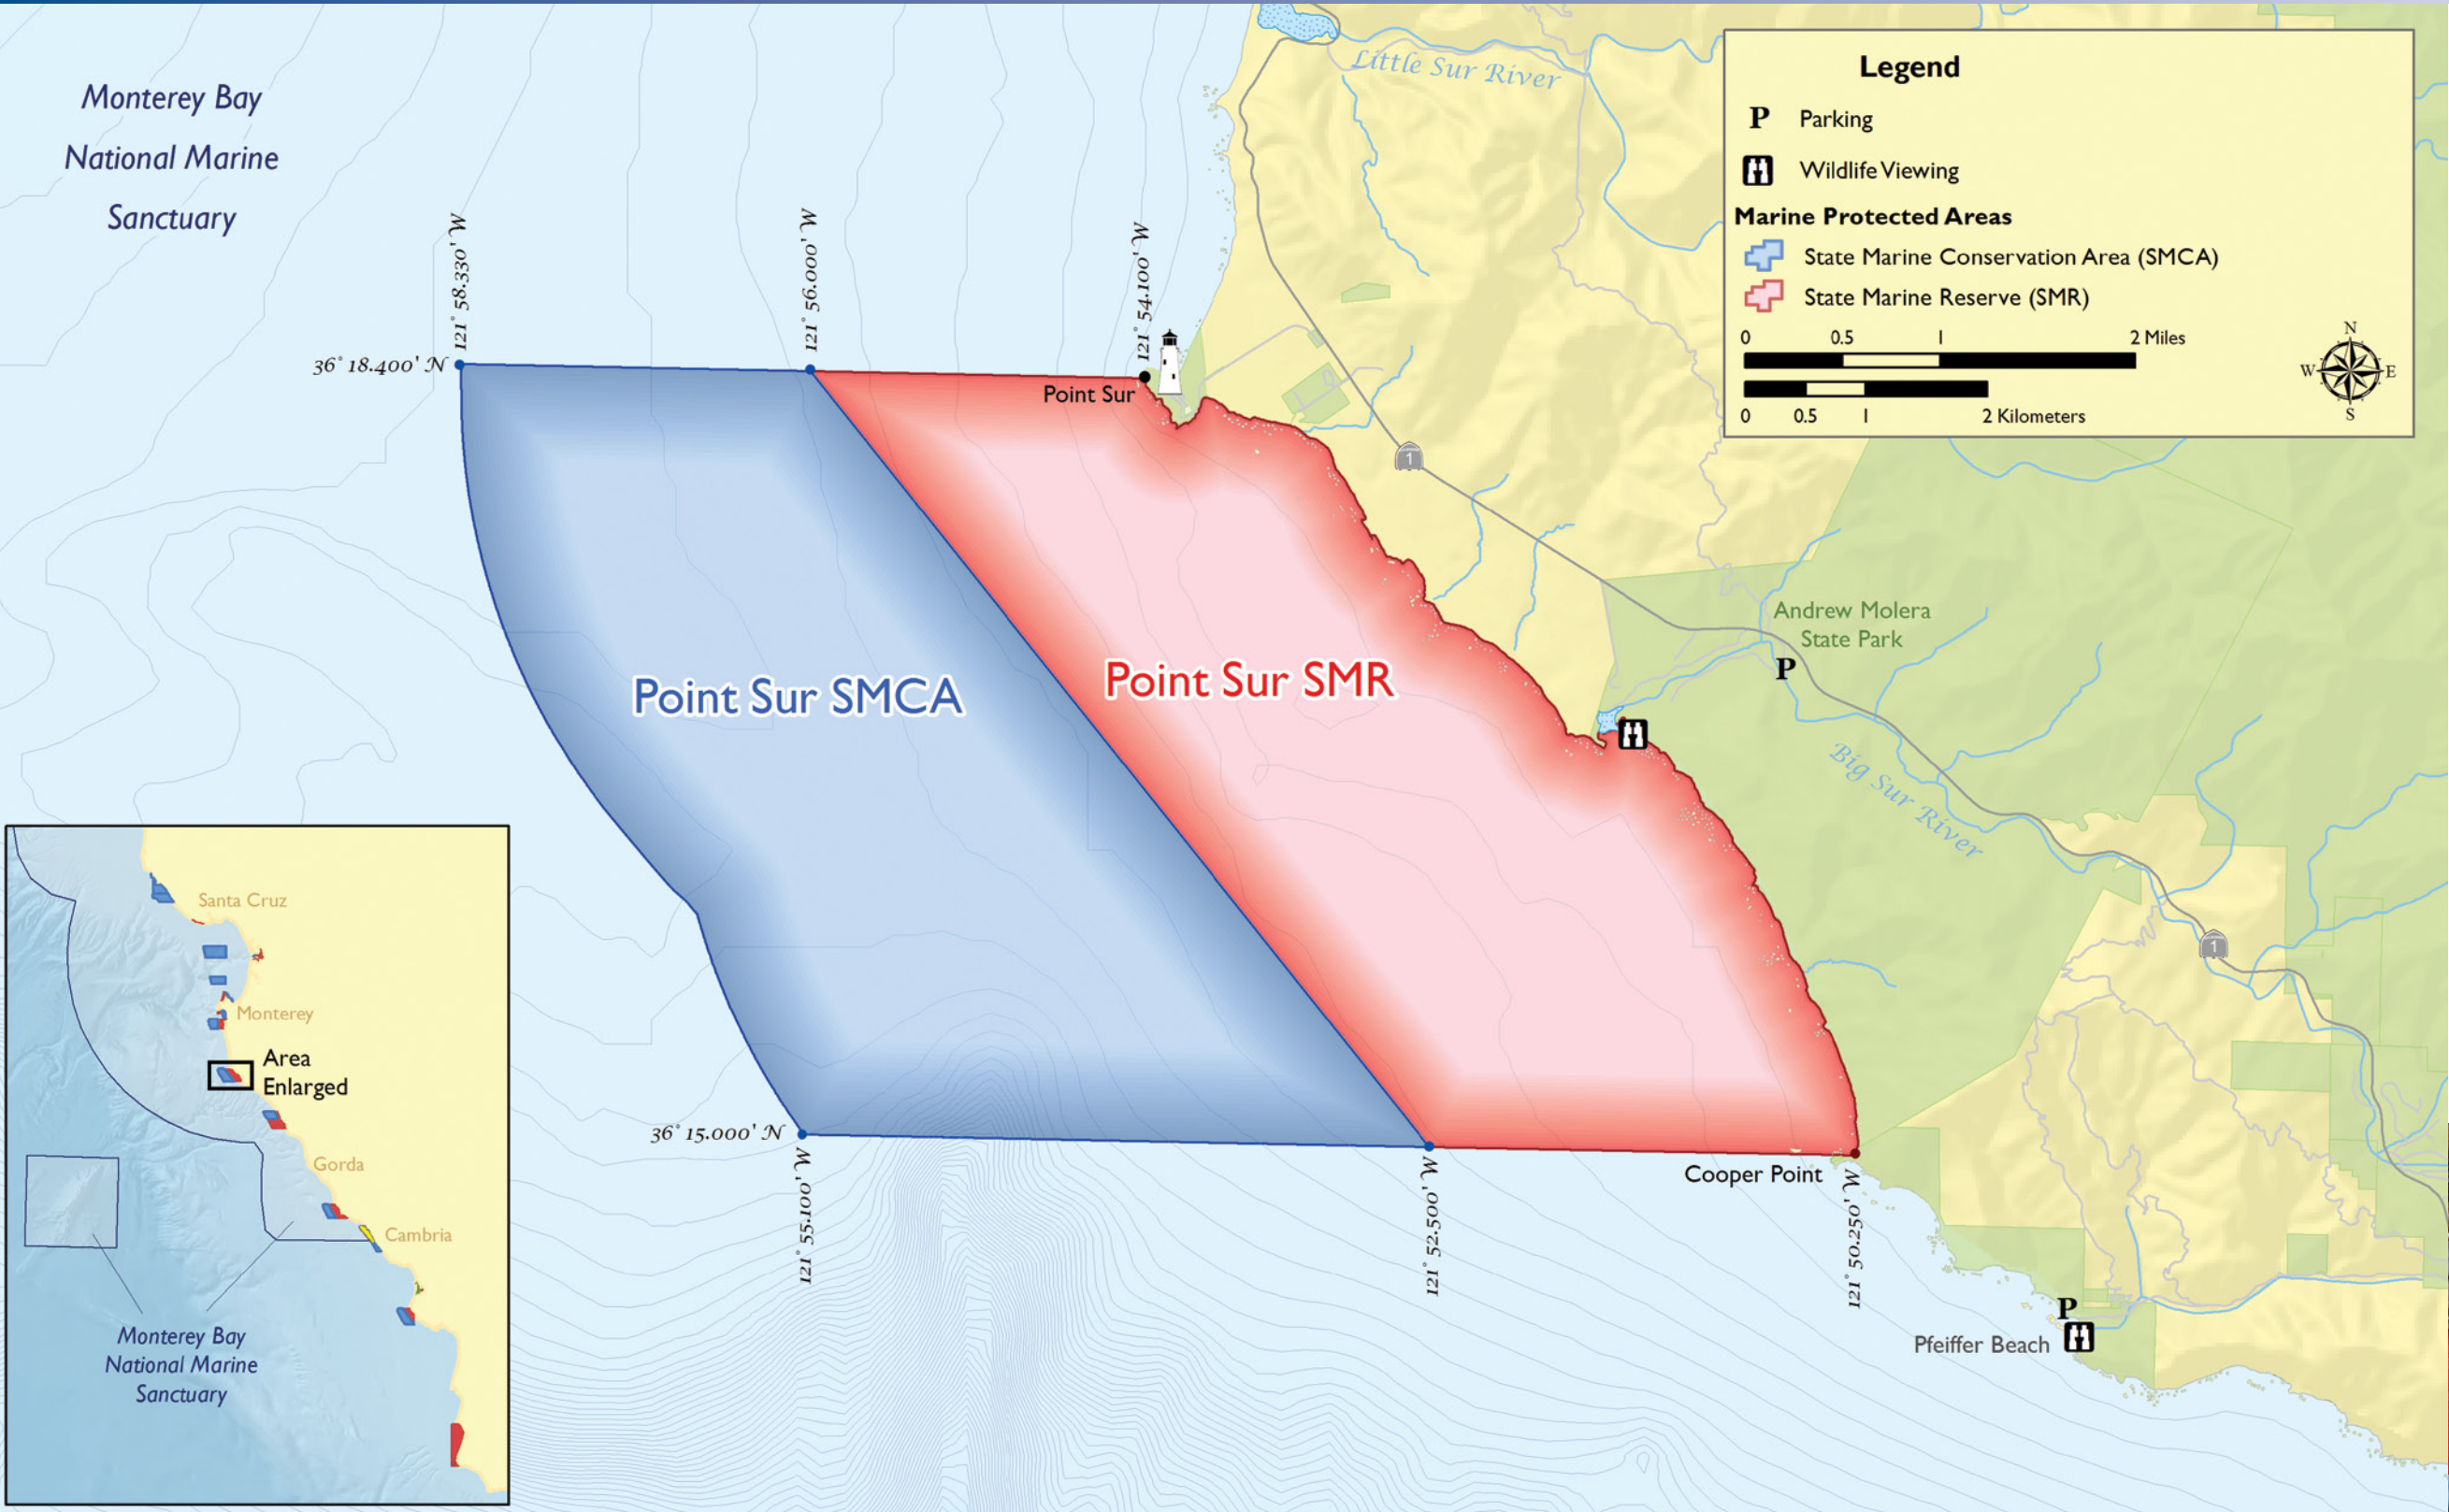 Monterey Bay
National Marine
Sanctuary
Little Sur River
Legend
P Parking
Wildlife Viewing
Marine Protected Areas
State Marine Conservation Area (SMCA)
State Marine Reserve (SMR)
0 0.5 1 2 Miles
0 0.5 1 2 Kilometers
N
W E
S
121° 58.330' W
121° 56.000' W
121° 54.100' W
36° 18.400' N
Point Sur
1
Andrew Molera
State Park
P
Point Sur SMCA
Point Sur SMR
Big Sur River
1
36° 15.000' N
121° 55.100' W
121° 52.500' W
Cooper Point
121° 50.250' W
P
Pfeiffer Beach
Santa Cruz
Monterey
Area
Enlarged
Gorda
Cambria
Monterey Bay
National Marine
Sanctuary